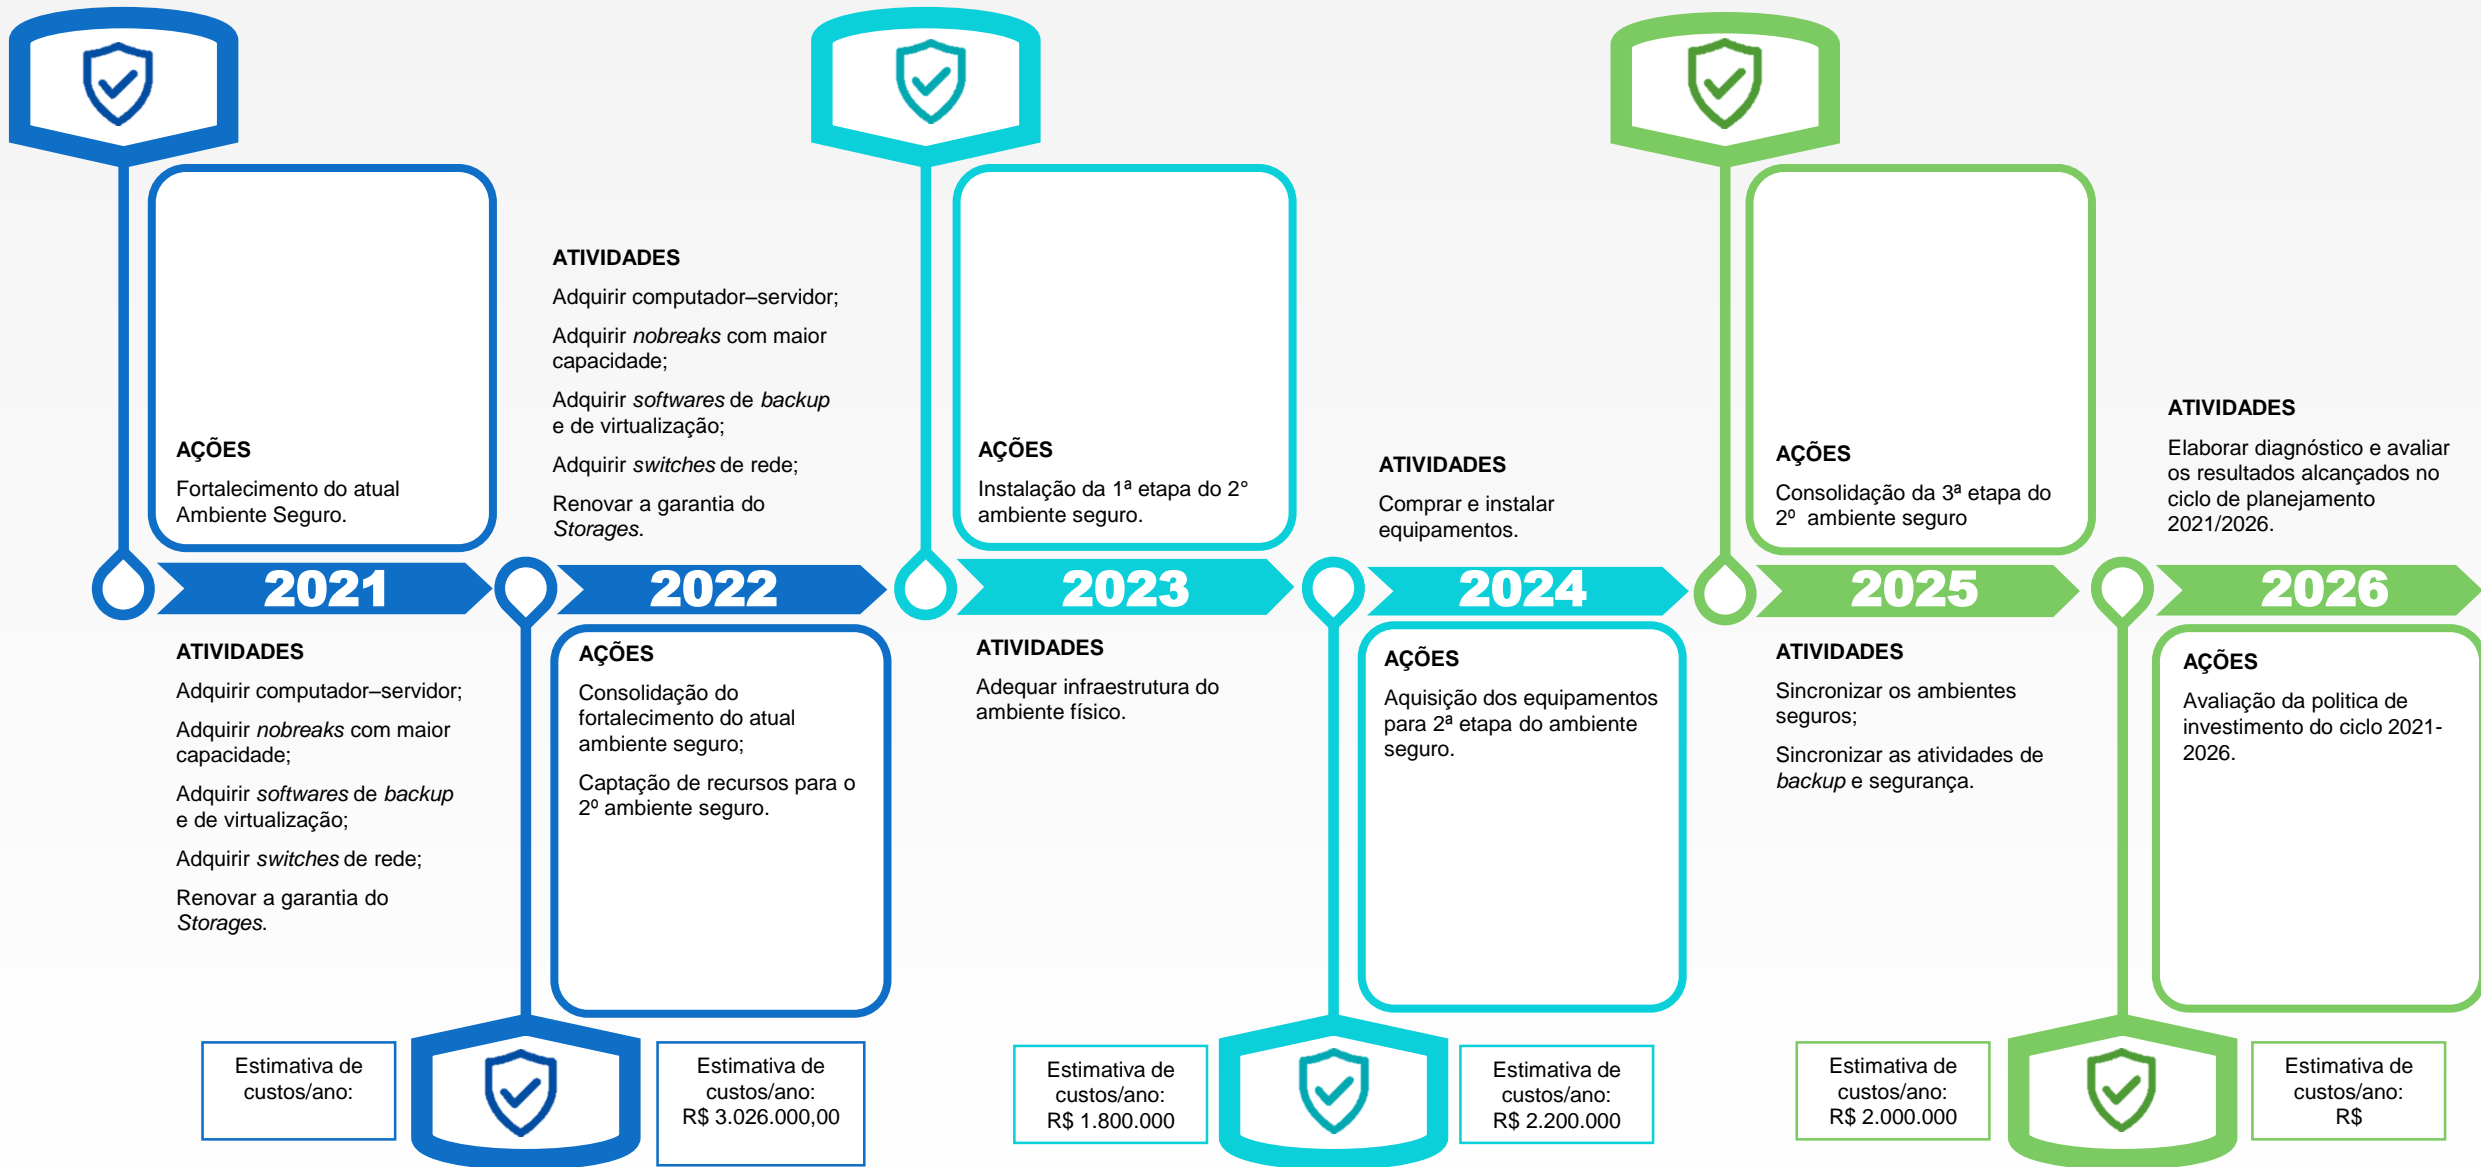 AÇÕES
Fortalecimento do atual
Ambiente Seguro.
2021
ATIVIDADES
Adquirir computador–servidor;
Adquirir nobreaks com maior
capacidade;
Adquirir softwares de backup
e de virtualização;
Adquirir switches de rede;
Renovar a garantia do
Storages.
Estimativa de
custos/ano:
ATIVIDADES
Adquirir computador–servidor;
Adquirir nobreaks com maior
capacidade;
Adquirir softwares de backup
e de virtualização;
Adquirir switches de rede;
Renovar a garantia do
Storages.
2022
AÇÕES
Consolidação do
fortalecimento do atual
ambiente seguro;
Captação de recursos para o
2º ambiente seguro.
Estimativa de
custos/ano:
R$ 3.026.000,00
AÇÕES
Instalação da 1ª etapa do 2°
ambiente seguro.
2023
ATIVIDADES
Adequar infraestrutura do
ambiente físico.
Estimativa de
custos/ano:
R$ 1.800.000
ATIVIDADES
Comprar e instalar
equipamentos.
2024
AÇÕES
Aquisição dos equipamentos
para 2ª etapa do ambiente
seguro.
Estimativa de
custos/ano:
R$ 2.200.000
AÇÕES
Consolidação da 3ª etapa do
2º ambiente seguro
2025
ATIVIDADES
Sincronizar os ambientes
seguros;
Sincronizar as atividades de
backup e segurança.
Estimativa de
custos/ano:
R$ 2.000.000
ATIVIDADES
Elaborar diagnóstico e avaliar
os resultados alcançados no
ciclo de planejamento
2021/2026.
2026
AÇÕES
Avaliação da politica de
investimento do ciclo 2021-
2026.
Estimativa de
custos/ano:
R$